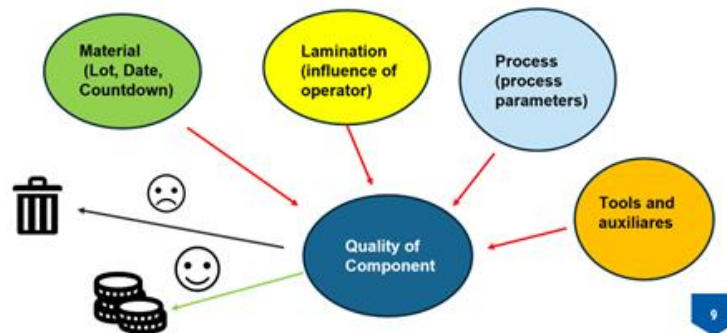 Material
(Lot, Date,
Countdown)
Lamination
(influence of
operator)
Process
(process
parameters)
Tools and
auxiliares
Quality of
Component
9